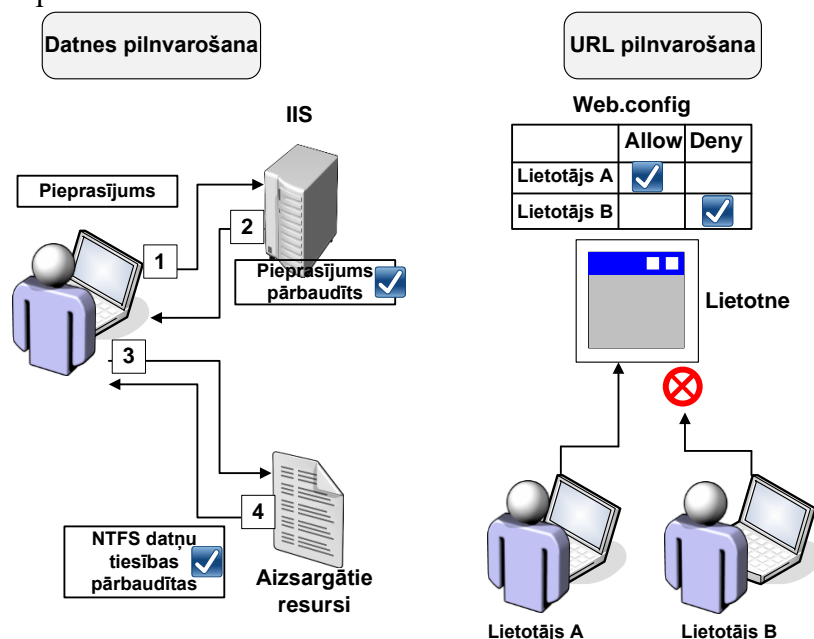 Datnes pilnvarošana
IIS
Pieprasījums
1
2
Pieprasījums
pārbaudīts
3
4
NTFS datņu
tiesības
pārbaudītas
Aizsargātie
resursi
URL pilnvarošana
Web.config
Allow Deny
Lietotājs A
Lietotājs B
Lietotne
Lietotājs A
Lietotājs B